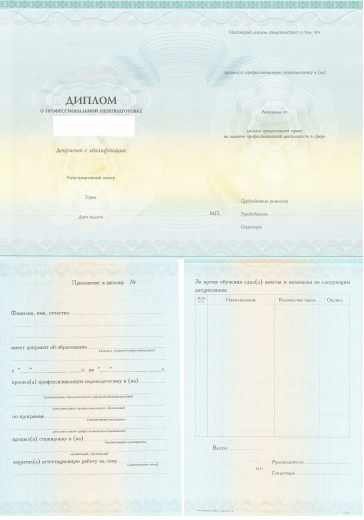 Настоящий диплом свидетельствует о том, что
прошел(а) профессиональную переподготовку в (на)
ДИПЛОМ
О ПРОФЕССИОНАЛЬНОЙ ПЕРЕПОДГОТОВКЕ
Решением от
диплом предоставляет право
на ведение профессиональной деятельности в сфере
Документ о квалификации
Регистрационный номер
Город
Дата выдачи
Председатель комиссии
М.П.
Руководитель
Секретарь
Приложение к диплому №
Фамилия, имя, отчество
имеет документ об образовании
с " " г. по " " г.
прошел(а) профессиональную переподготовку в (на)
по программе
прошел(а) стажировку в (на)
защитил(а) аттестационную работу на тему
За время обучения сдал(а) зачеты и экзамены по следующим
дисциплинам:
Наименование
Количество часов
Оценка
Всего
М.П.
Руководитель
Секретарь